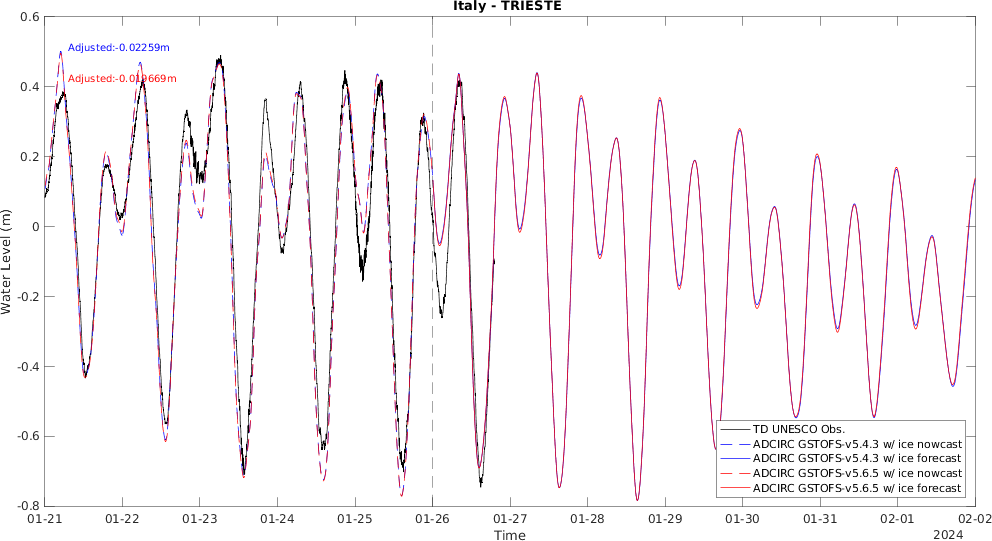 Italy - TRIESTE
Adjusted:-0.02259m
Adjusted:-0.019669m
Water Level (m)
0.6
0.4
0.2
0
-0.2
-0.4
-0.6
-0.8
TD UNESCO Obs.
ADCIRC GSTOFS-v5.4.3 w/ ice nowcast
ADCIRC GSTOFS-v5.4.3 w/ ice forecast
ADCIRC GSTOFS-v5.6.5 w/ ice nowcast
ADCIRC GSTOFS-v5.6.5 w/ ice forecast
01-21 01-22 01-23 01-24 01-25 01-26 01-27 01-28 01-29 01-30 01-31 02-01 02-02
Time
2024